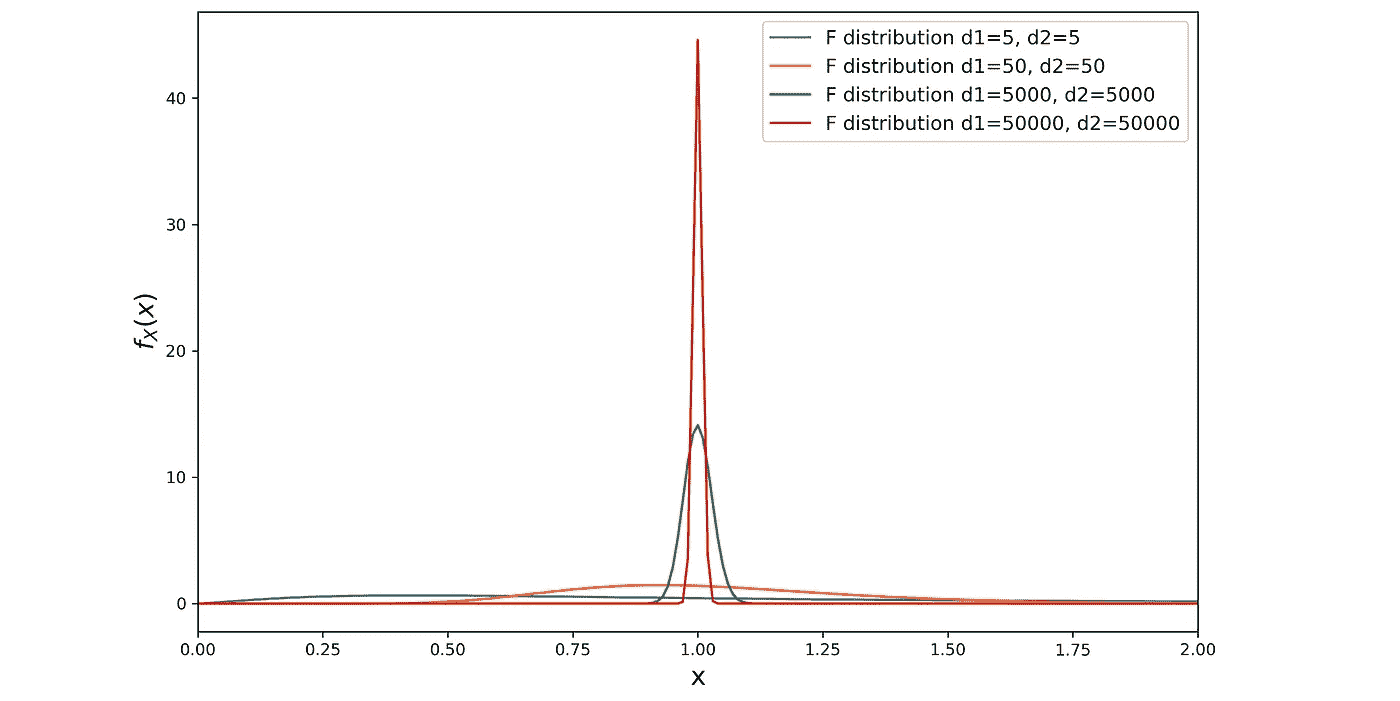 F distribution d1=5, d2=5
F distribution d1=50, d2=50
F distribution d1=5000, d2=5000
F distribution d1=50000, d2=50000
40
30
20
10
0
f_X(x)
0.00 0.25 0.50 0.75 1.00 1.25 1.50 1.75 2.00
x